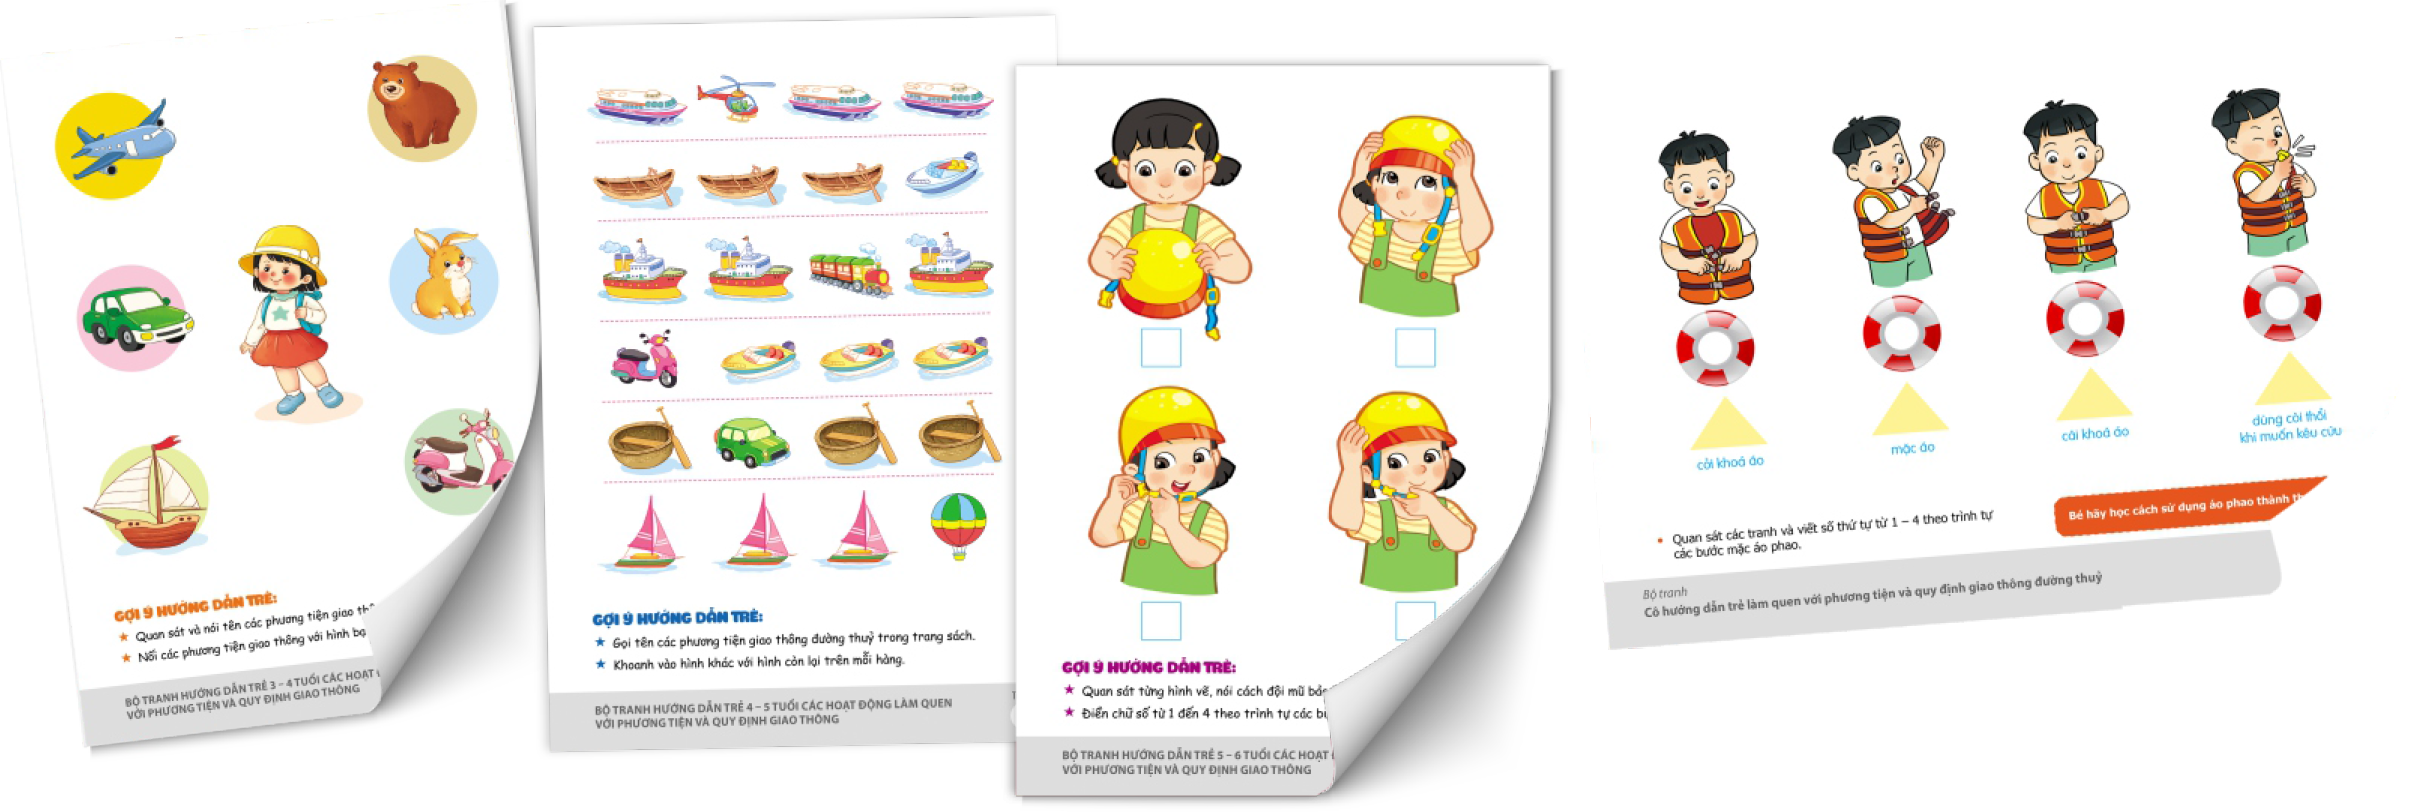 GỢI Ý HƯỚNG DẪN TRẺ:
★ Quan sát và nói tên các phương tiện giao
★ Nối các phương tiện giao thông với hình
BỘ TRANH HƯỚNG DẪN TRẺ 3 – 4 TUỔI CÁC HOẠT
VỚI PHƯƠNG TIỆN VÀ QUY ĐỊNH GIAO THÔNG
GỢI Ý HƯỚNG DẪN TRẺ:
★ Gọi tên các phương tiện giao thông đường thuỷ trong trang sách.
★ Khoanh vào hình khác với hình còn lại trên mỗi hàng.
BỘ TRANH HƯỚNG DẪN TRẺ 4 – 5 TUỔI CÁC HOẠT ĐỘNG LÀM QUEN
VỚI PHƯƠNG TIỆN VÀ QUY ĐỊNH GIAO THÔNG
GỢI Ý HƯỚNG DẪN TRẺ:
★ Quan sát từng hình vẽ, nói cách đội mũ
★ Điền chữ số từ 1 đến 4 theo trình tự các
BỘ TRANH HƯỚNG DẪN TRẺ 5 – 6 TUỔI CÁC HOẠT
VỚI PHƯƠNG TIỆN VÀ QUY ĐỊNH GIAO THÔNG
cởi khoá áo
mặc áo
cài khoá áo
dùng còi thổi
khi muốn kêu cứu
Bé hãy học cách sử dụng áo phao thành
• Quan sát các tranh và viết số thứ tự từ 1 – 4 theo trình tự
các bước mặc áo phao.
Bộ tranh
Có hướng dẫn trẻ làm quen với phương tiện và quy định giao thông đường thuỷ